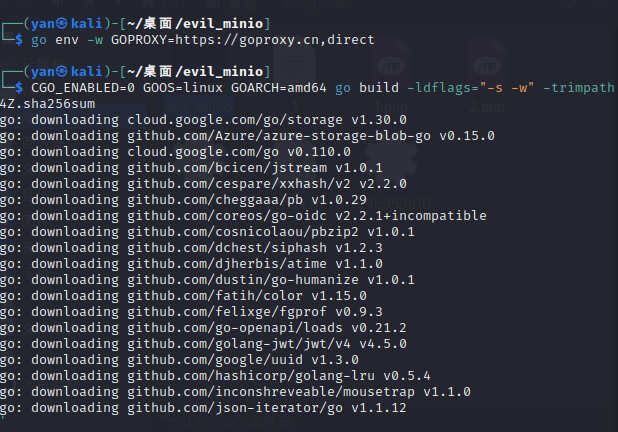 ┌──(yan㉿kali)-[~/桌面/evil_minio]
└─$ go env -w GOPROXY=https://goproxy.cn,direct
┌──(yan㉿kali)-[~/桌面/evil_minio]
└─$ CGO_ENABLED=0 GOOS=linux GOARCH=amd64 go build -ldflags="-s -w" -trimpath
4Z.sha256sum
go: downloading cloud.google.com/go/storage v1.30.0
go: downloading github.com/Azure/azure-storage-blob-go v0.15.0
go: downloading cloud.google.com/go v0.110.0
go: downloading github.com/bcicen/jstream v1.0.1
go: downloading github.com/cespare/xxhash/v2 v2.2.0
go: downloading github.com/cheggaaa/pb v1.0.29
go: downloading github.com/coreos/go-oidc v2.2.1+incompatible
go: downloading github.com/cosnicolaou/pbzip2 v1.0.1
go: downloading github.com/dchest/siphash v1.2.3
go: downloading github.com/djherbis/atime v1.1.0
go: downloading github.com/dustin/go-humanize v1.0.1
go: downloading github.com/fatih/color v1.15.0
go: downloading github.com/felixge/fgprof v0.9.3
go: downloading github.com/go-openapi/loads v0.21.2
go: downloading github.com/golang-jwt/jwt/v4 v4.5.0
go: downloading github.com/google/uuid v1.3.0
go: downloading github.com/hashicorp/golang-lru v0.5.4
go: downloading github.com/inconshreveable/mousetrap v1.1.0
go: downloading github.com/json-iterator/go v1.1.12